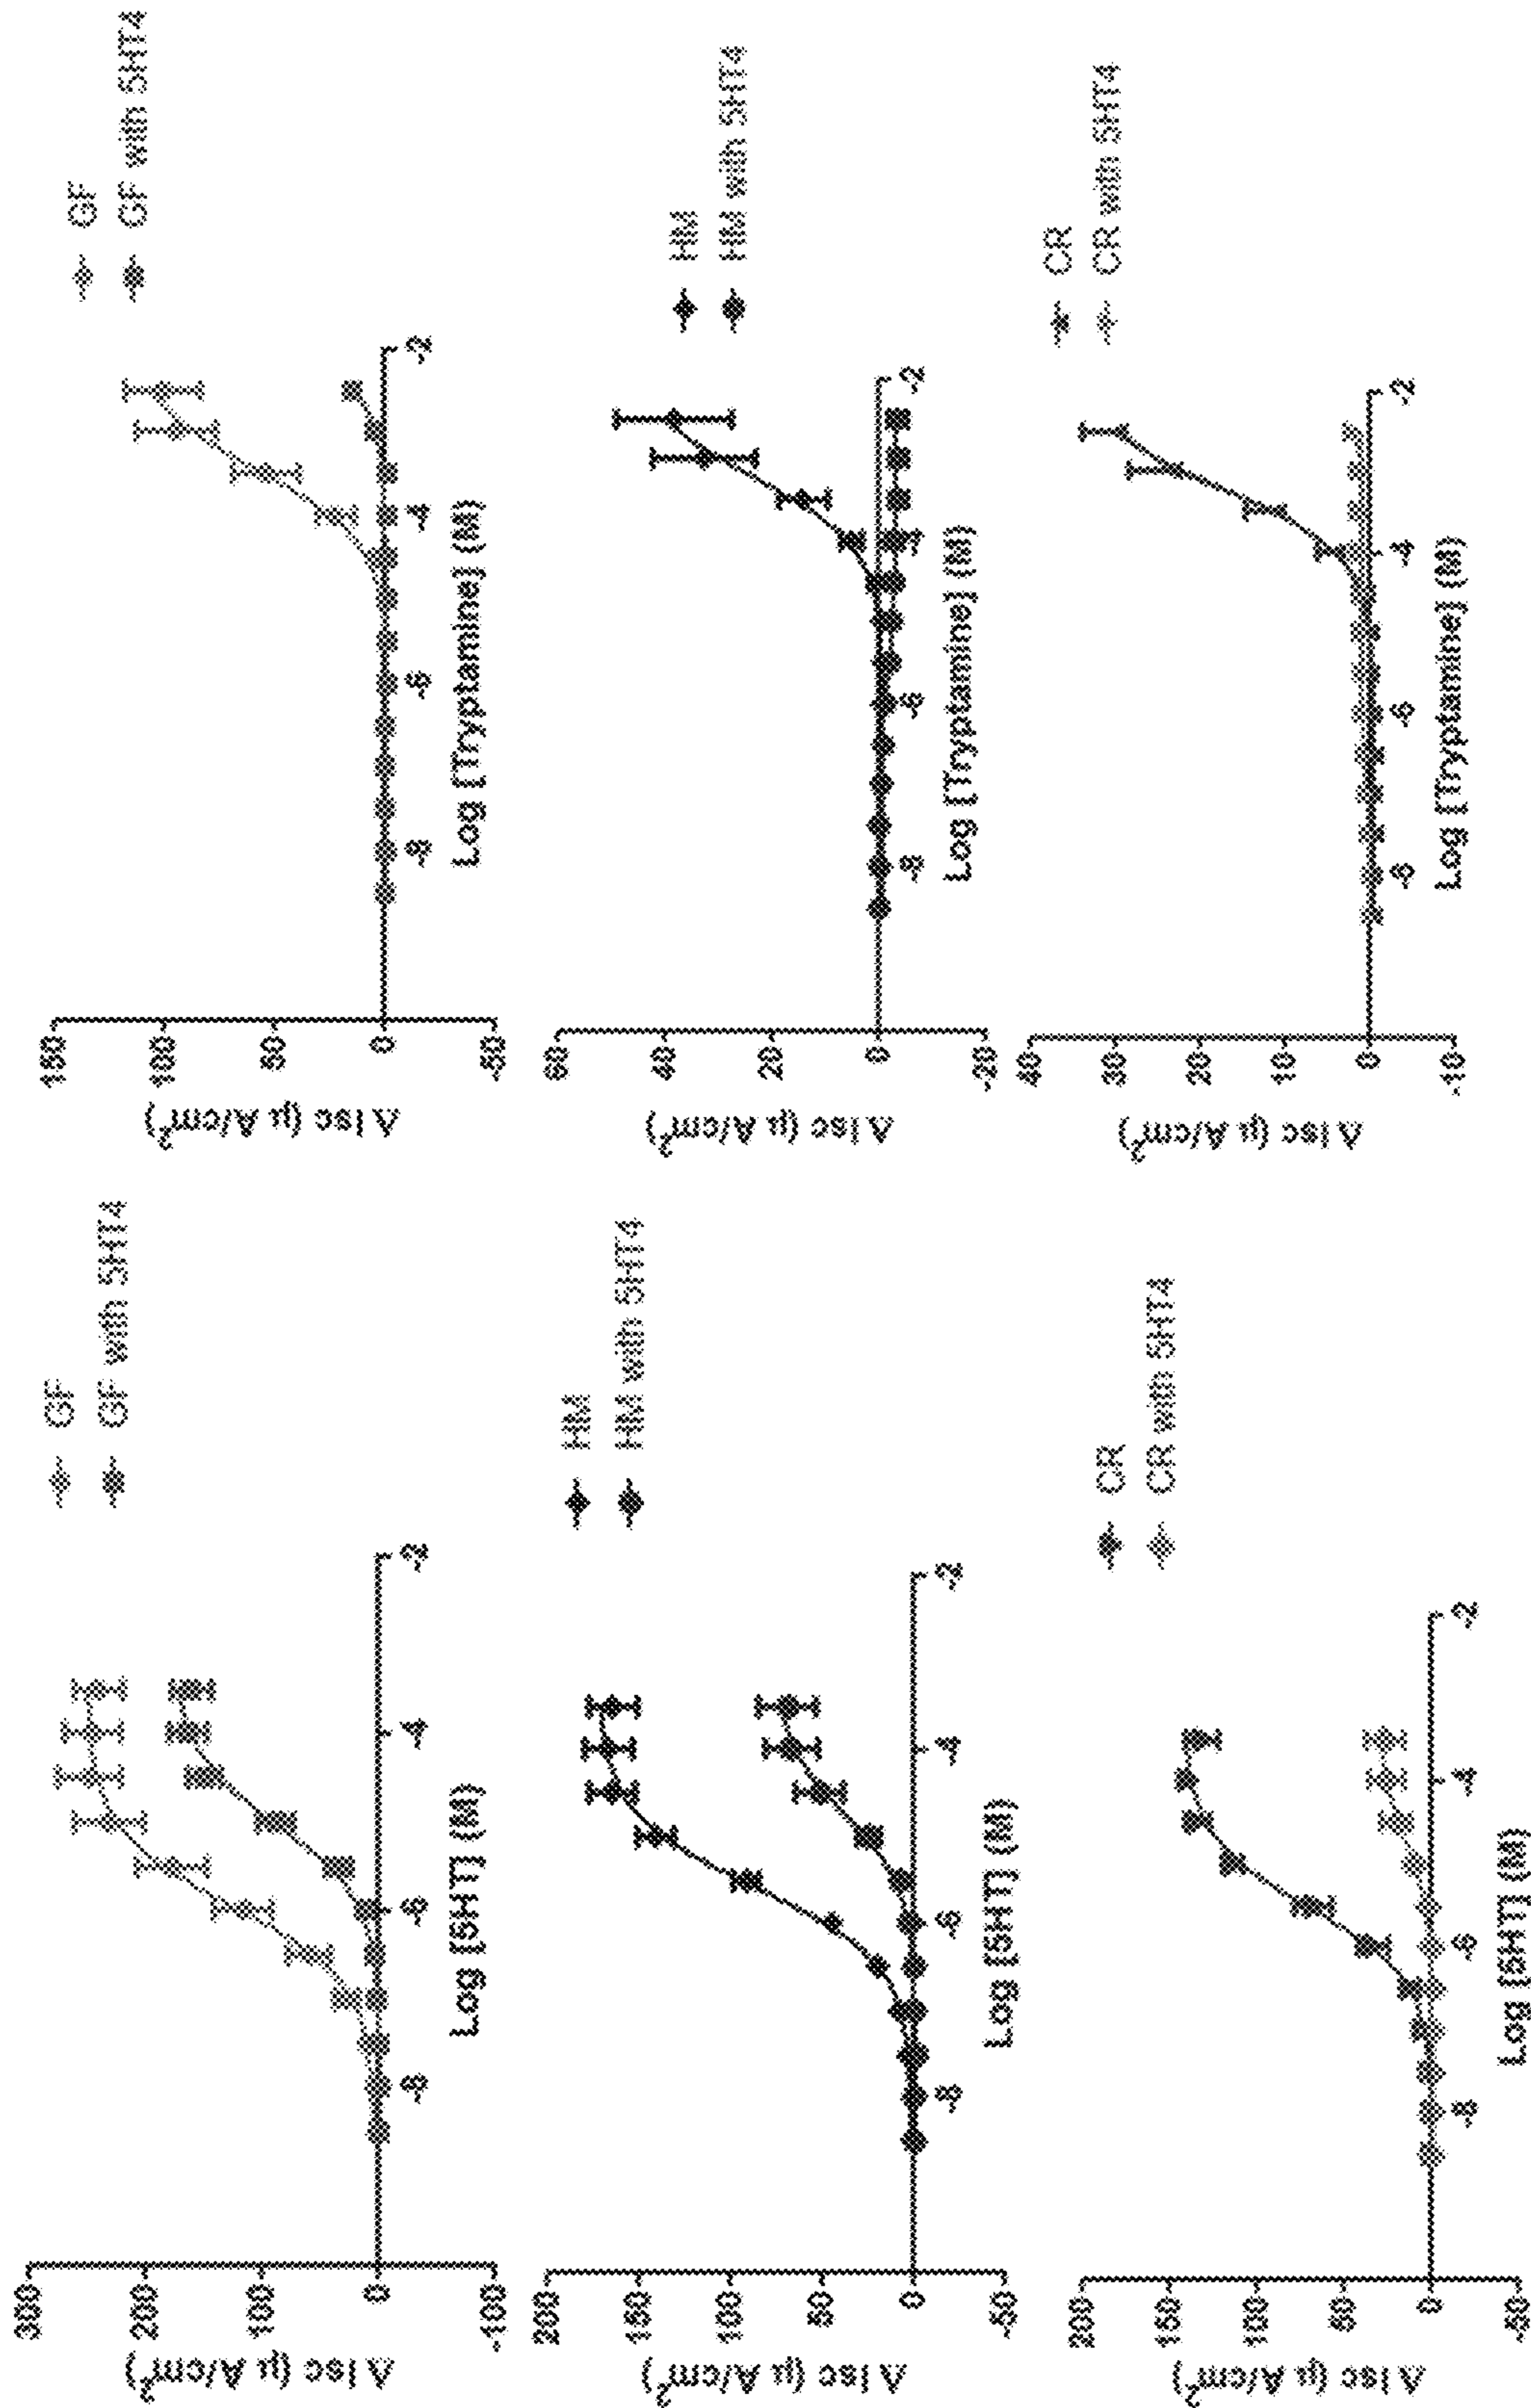 GF
GF with 5HT4
300
200
100
0
-100
Δ Isc (μ A/cm²)
-8
-6
-4
-2
Log [5HT] (M)
GF
GF with 5HT4
150
100
50
0
-50
Δ Isc (μ A/cm²)
-8
-6
-4
-2
Log [Tryptamine] (M)
HM
HM with 5HT4
200
150
100
50
0
-50
Δ Isc (μ A/cm²)
-8
-6
-4
-2
Log [5HT] (M)
HM
HM with 5HT4
60
40
20
0
-20
Δ Isc (μ A/cm²)
-8
-6
-4
-2
Log [Tryptamine] (M)
CR
CR with 5HT4
200
150
100
50
0
-50
Δ Isc (μ A/cm²)
-8
-6
-4
-2
Log [5HT] (M)
CR
CR with 5HT4
40
30
20
10
0
-10
Δ Isc (μ A/cm²)
-8
-6
-4
-2
Log [Tryptamine] (M)